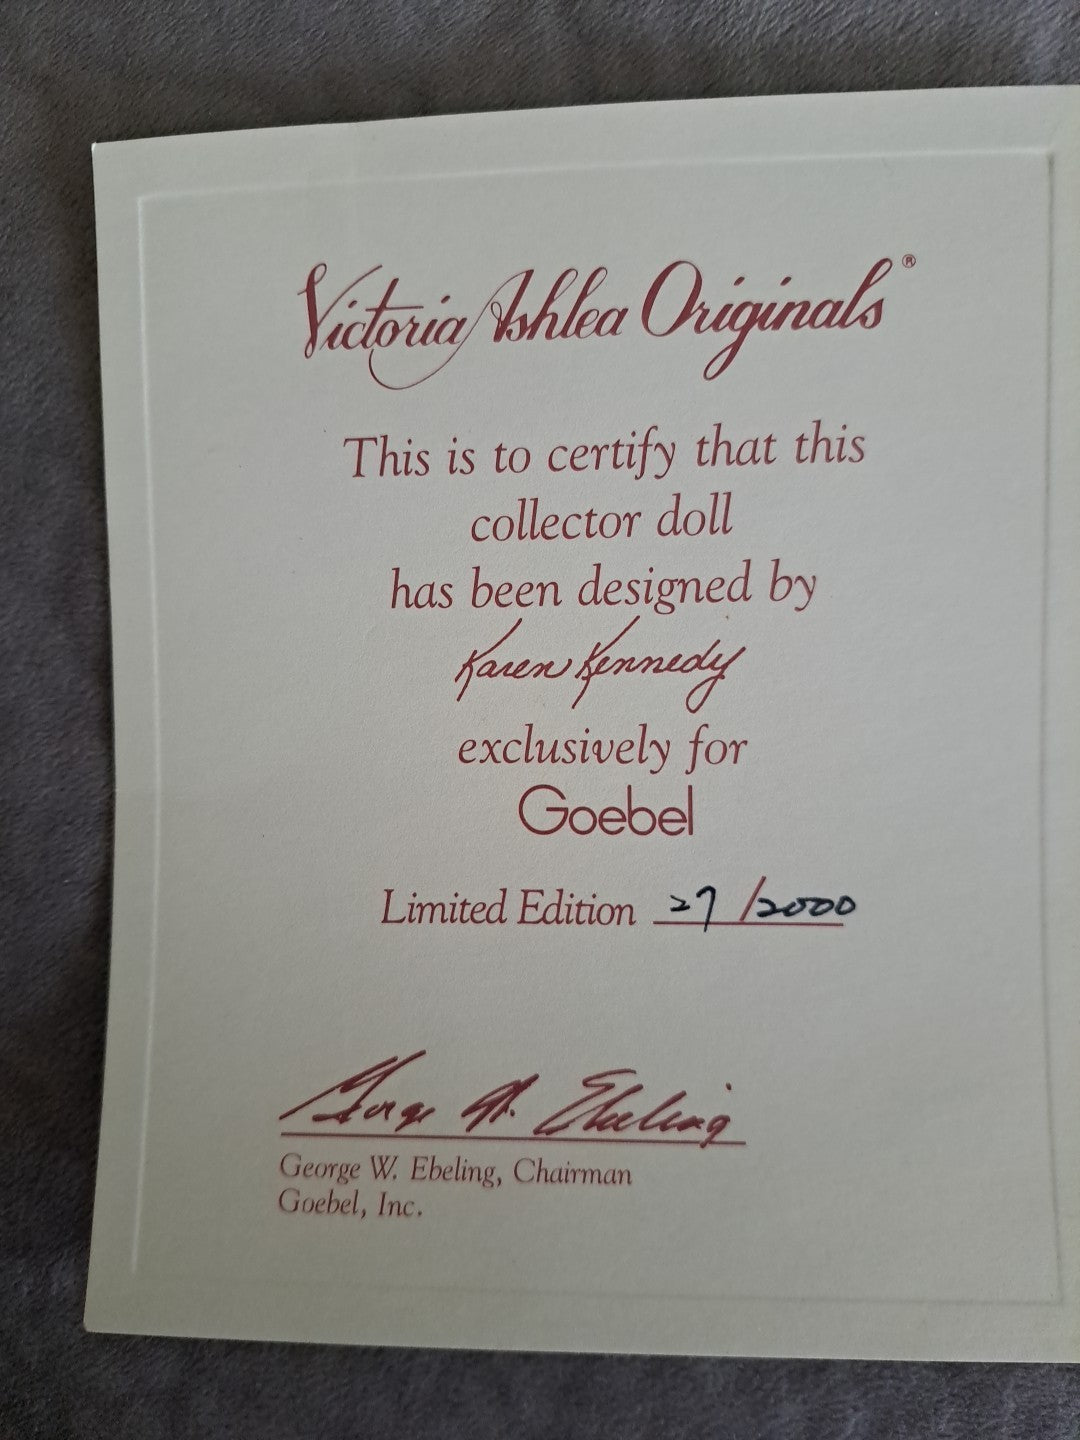 Victoria Ashlea Originals®
This is to certify that this
collector doll
has been designed by
Karen Kennedy
exclusively for
Goebel
Limited Edition 27 /2000
George W. Ebeling
George W. Ebeling, Chairman
Goebel, Inc.